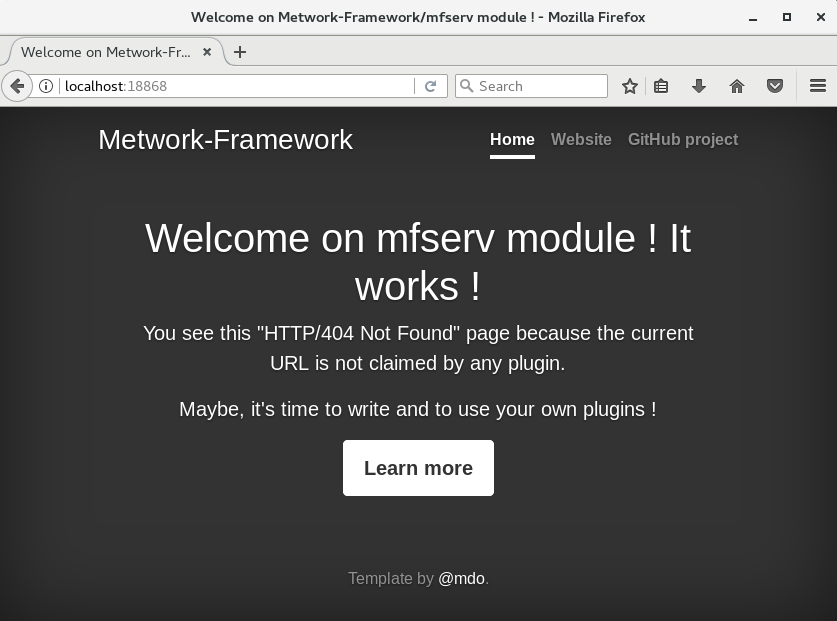 Welcome on Metwork-Framework/mfserv module ! - Mozilla Firefox
Welcome on Metwork-Fr...
localhost:18868
Search
Metwork-Framework
Home Website GitHub project
Welcome on mfserv module ! It
works !
You see this "HTTP/404 Not Found" page because the current
URL is not claimed by any plugin.
Maybe, it's time to write and to use your own plugins !
Learn more
Template by @mdo.